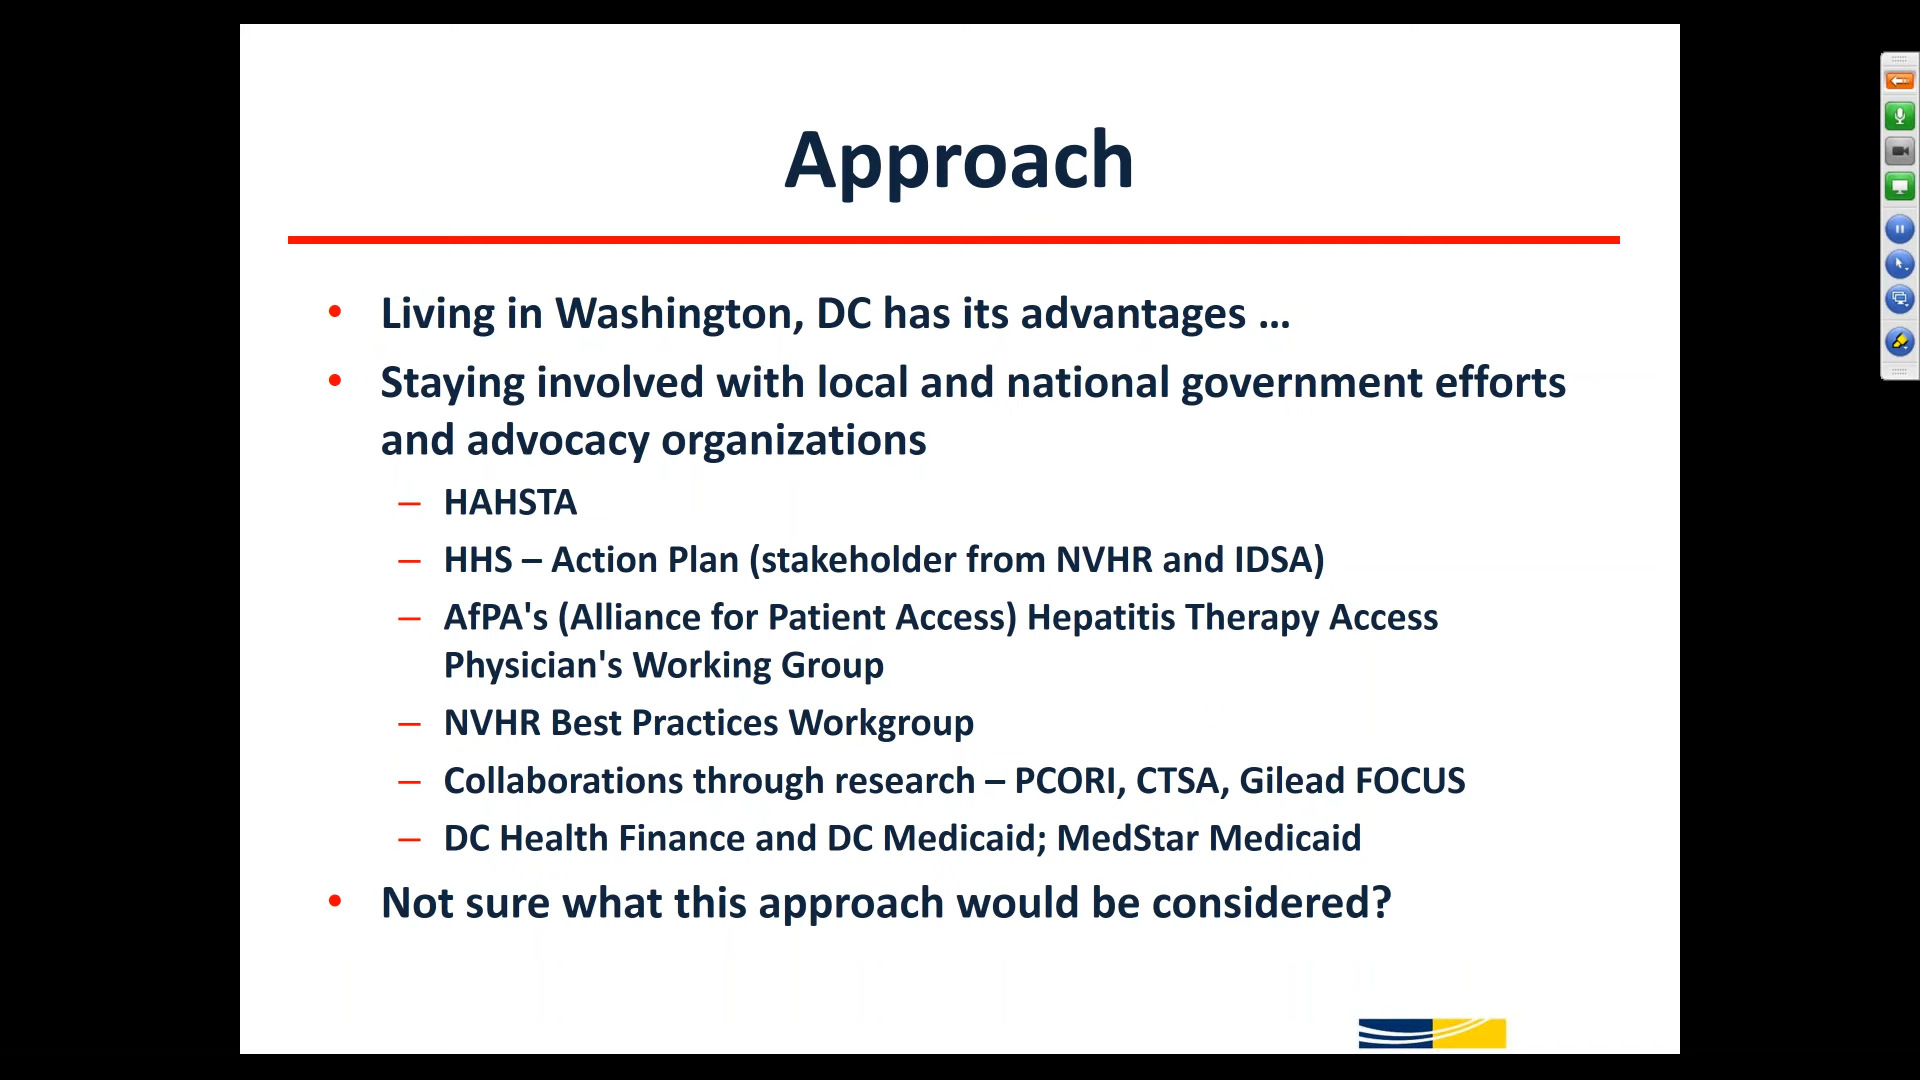 Approach
• Living in Washington, DC has its advantages …
• Staying involved with local and national government efforts
and advocacy organizations
– HAHSTA
– HHS – Action Plan (stakeholder from NVHR and IDSA)
– AfPA's (Alliance for Patient Access) Hepatitis Therapy Access
Physician's Working Group
– NVHR Best Practices Workgroup
– Collaborations through research – PCORI, CTSA, Gilead FOCUS
– DC Health Finance and DC Medicaid; MedStar Medicaid
• Not sure what this approach would be considered?